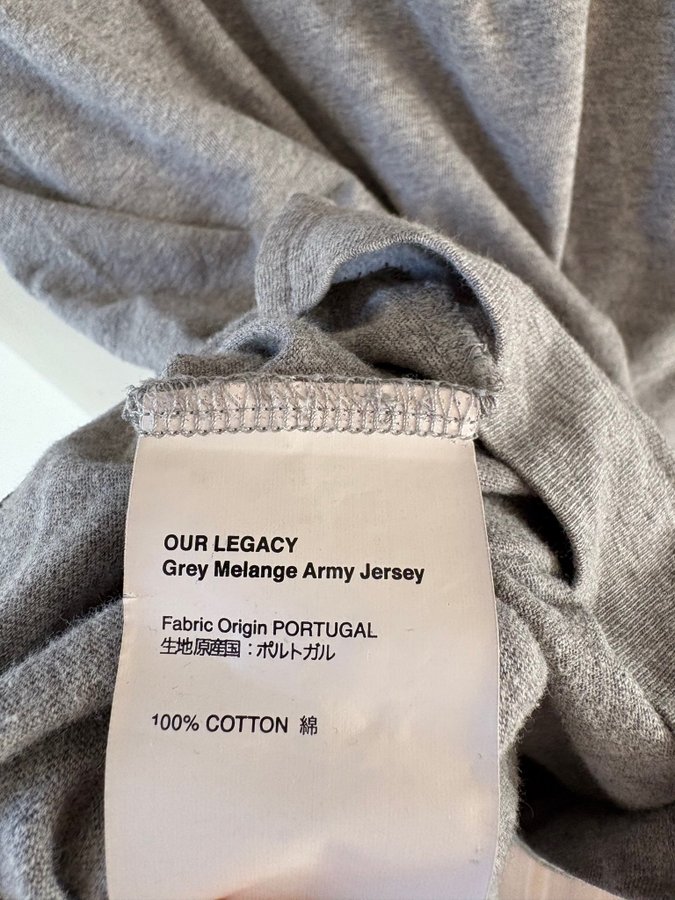 OUR LEGACY
Grey Melange Army Jersey
Fabric Origin PORTUGAL
生地原産国：ポルトガル
100% COTTON 綿